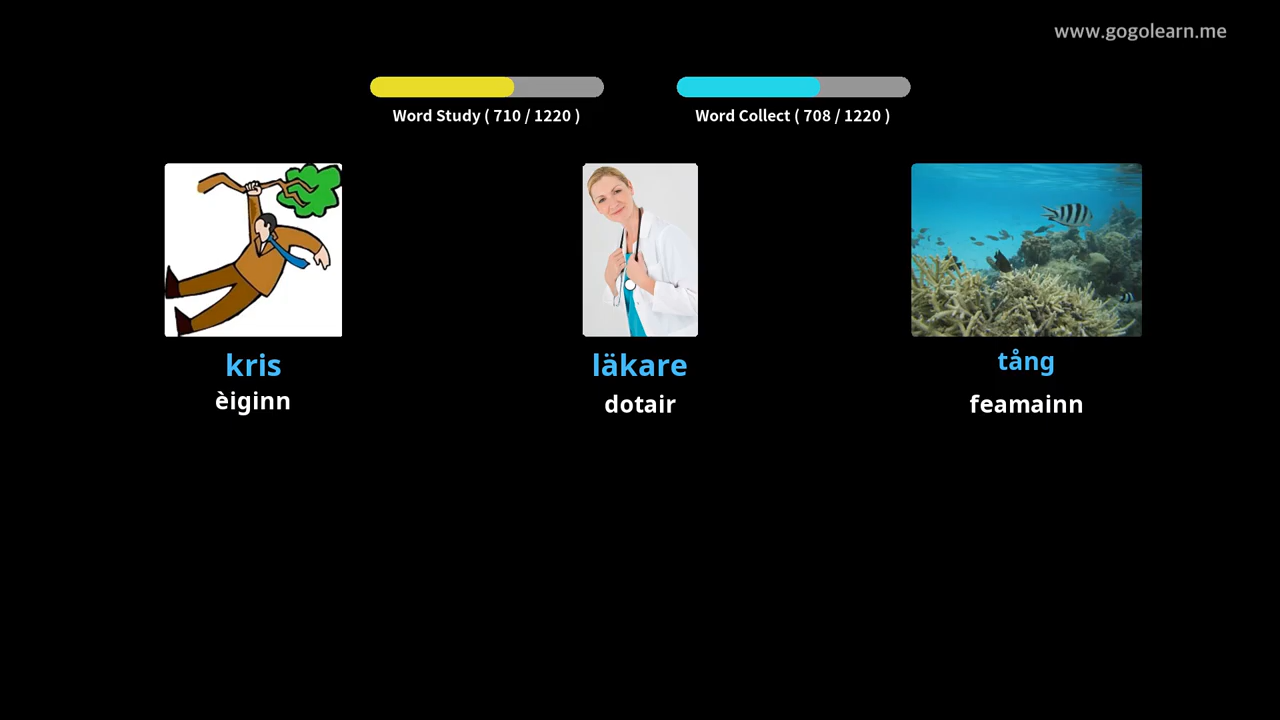 www.gogolearn.me
Word Study ( 710 / 1220 )
Word Collect ( 708 / 1220 )
kris
läkare
tång
èiginn
dotair
feamainn